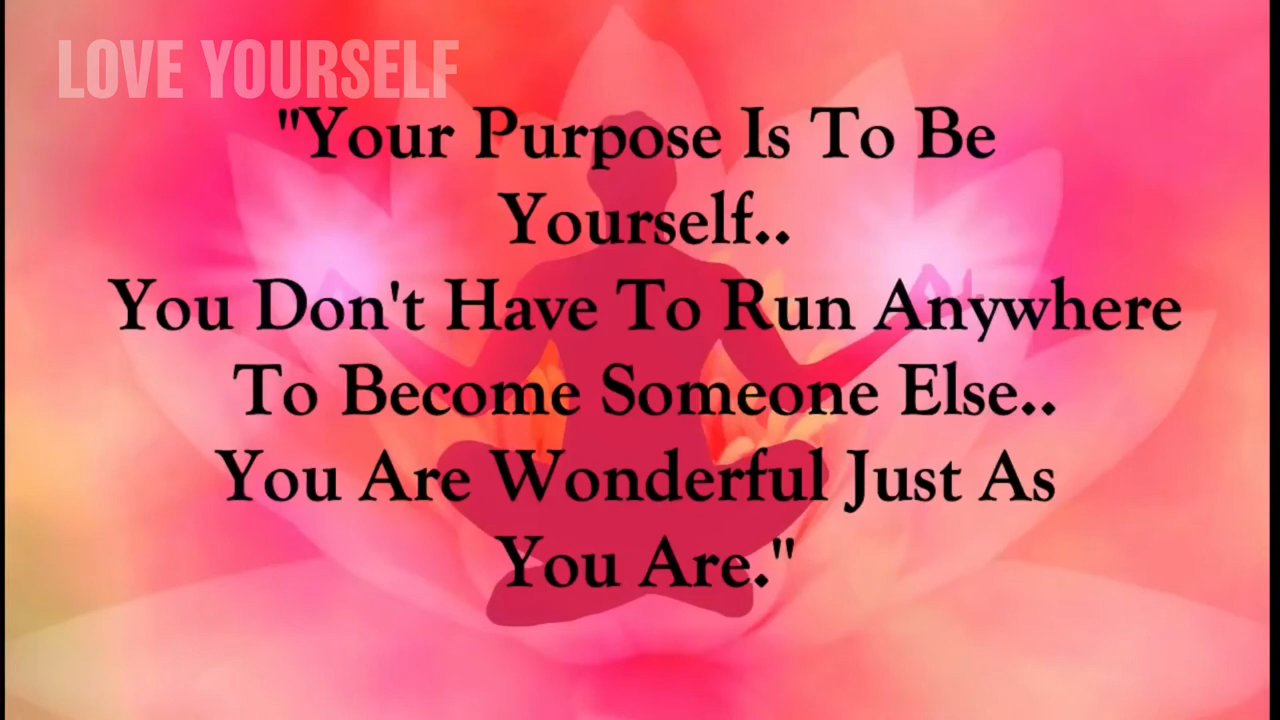 LOVE YOURSELF
"Your Purpose Is To Be
Yourself..
You Don't Have To Run Anywhere
To Become Someone Else..
You Are Wonderful Just As
You Are."